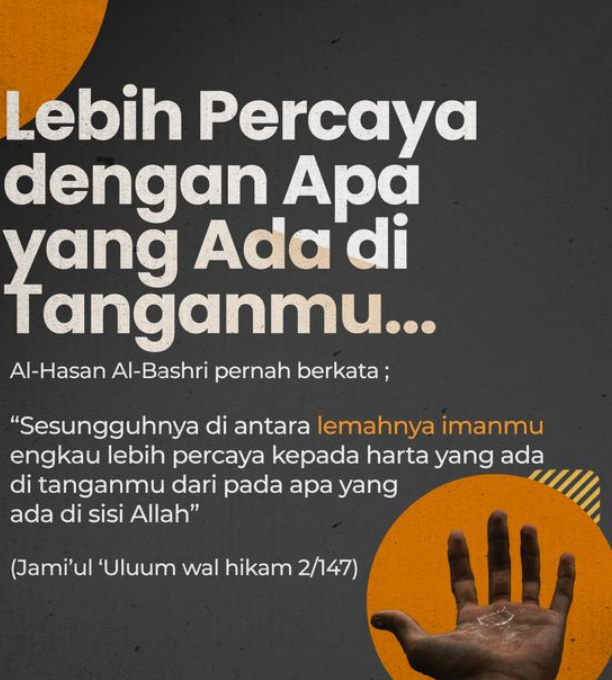 Lebih Percaya
dengan Apa
yang Ada di
Tanganmu...
Al-Hasan Al-Bashri pernah berkata ;
“Sesungguhnya di antara lemahnya imanmu
engkau lebih percaya kepada harta yang ada
di tanganmu dari pada apa yang
ada di sisi Allah”
(Jami’ul ‘Uluum wal hikam 2/147)